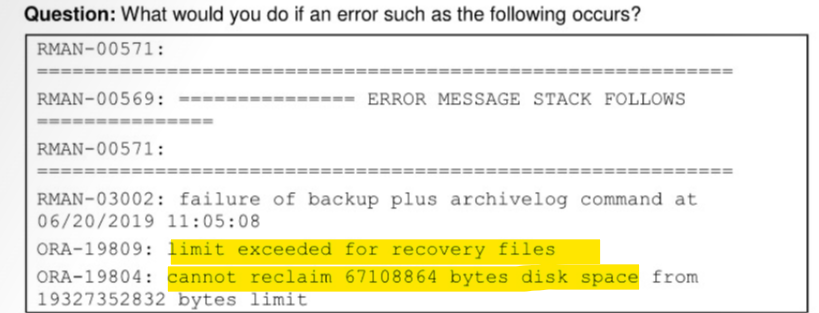 Question: What would you do if an error such as the following occurs?
RMAN-00571:
===========================================================
RMAN-00569: =============== ERROR MESSAGE STACK FOLLOWS
===============
RMAN-00571:
===========================================================
RMAN-03002: failure of backup plus archivelog command at
06/20/2019 11:05:08
ORA-19809: limit exceeded for recovery files
ORA-19804: cannot reclaim 67108864 bytes disk space from
19327352832 bytes limit